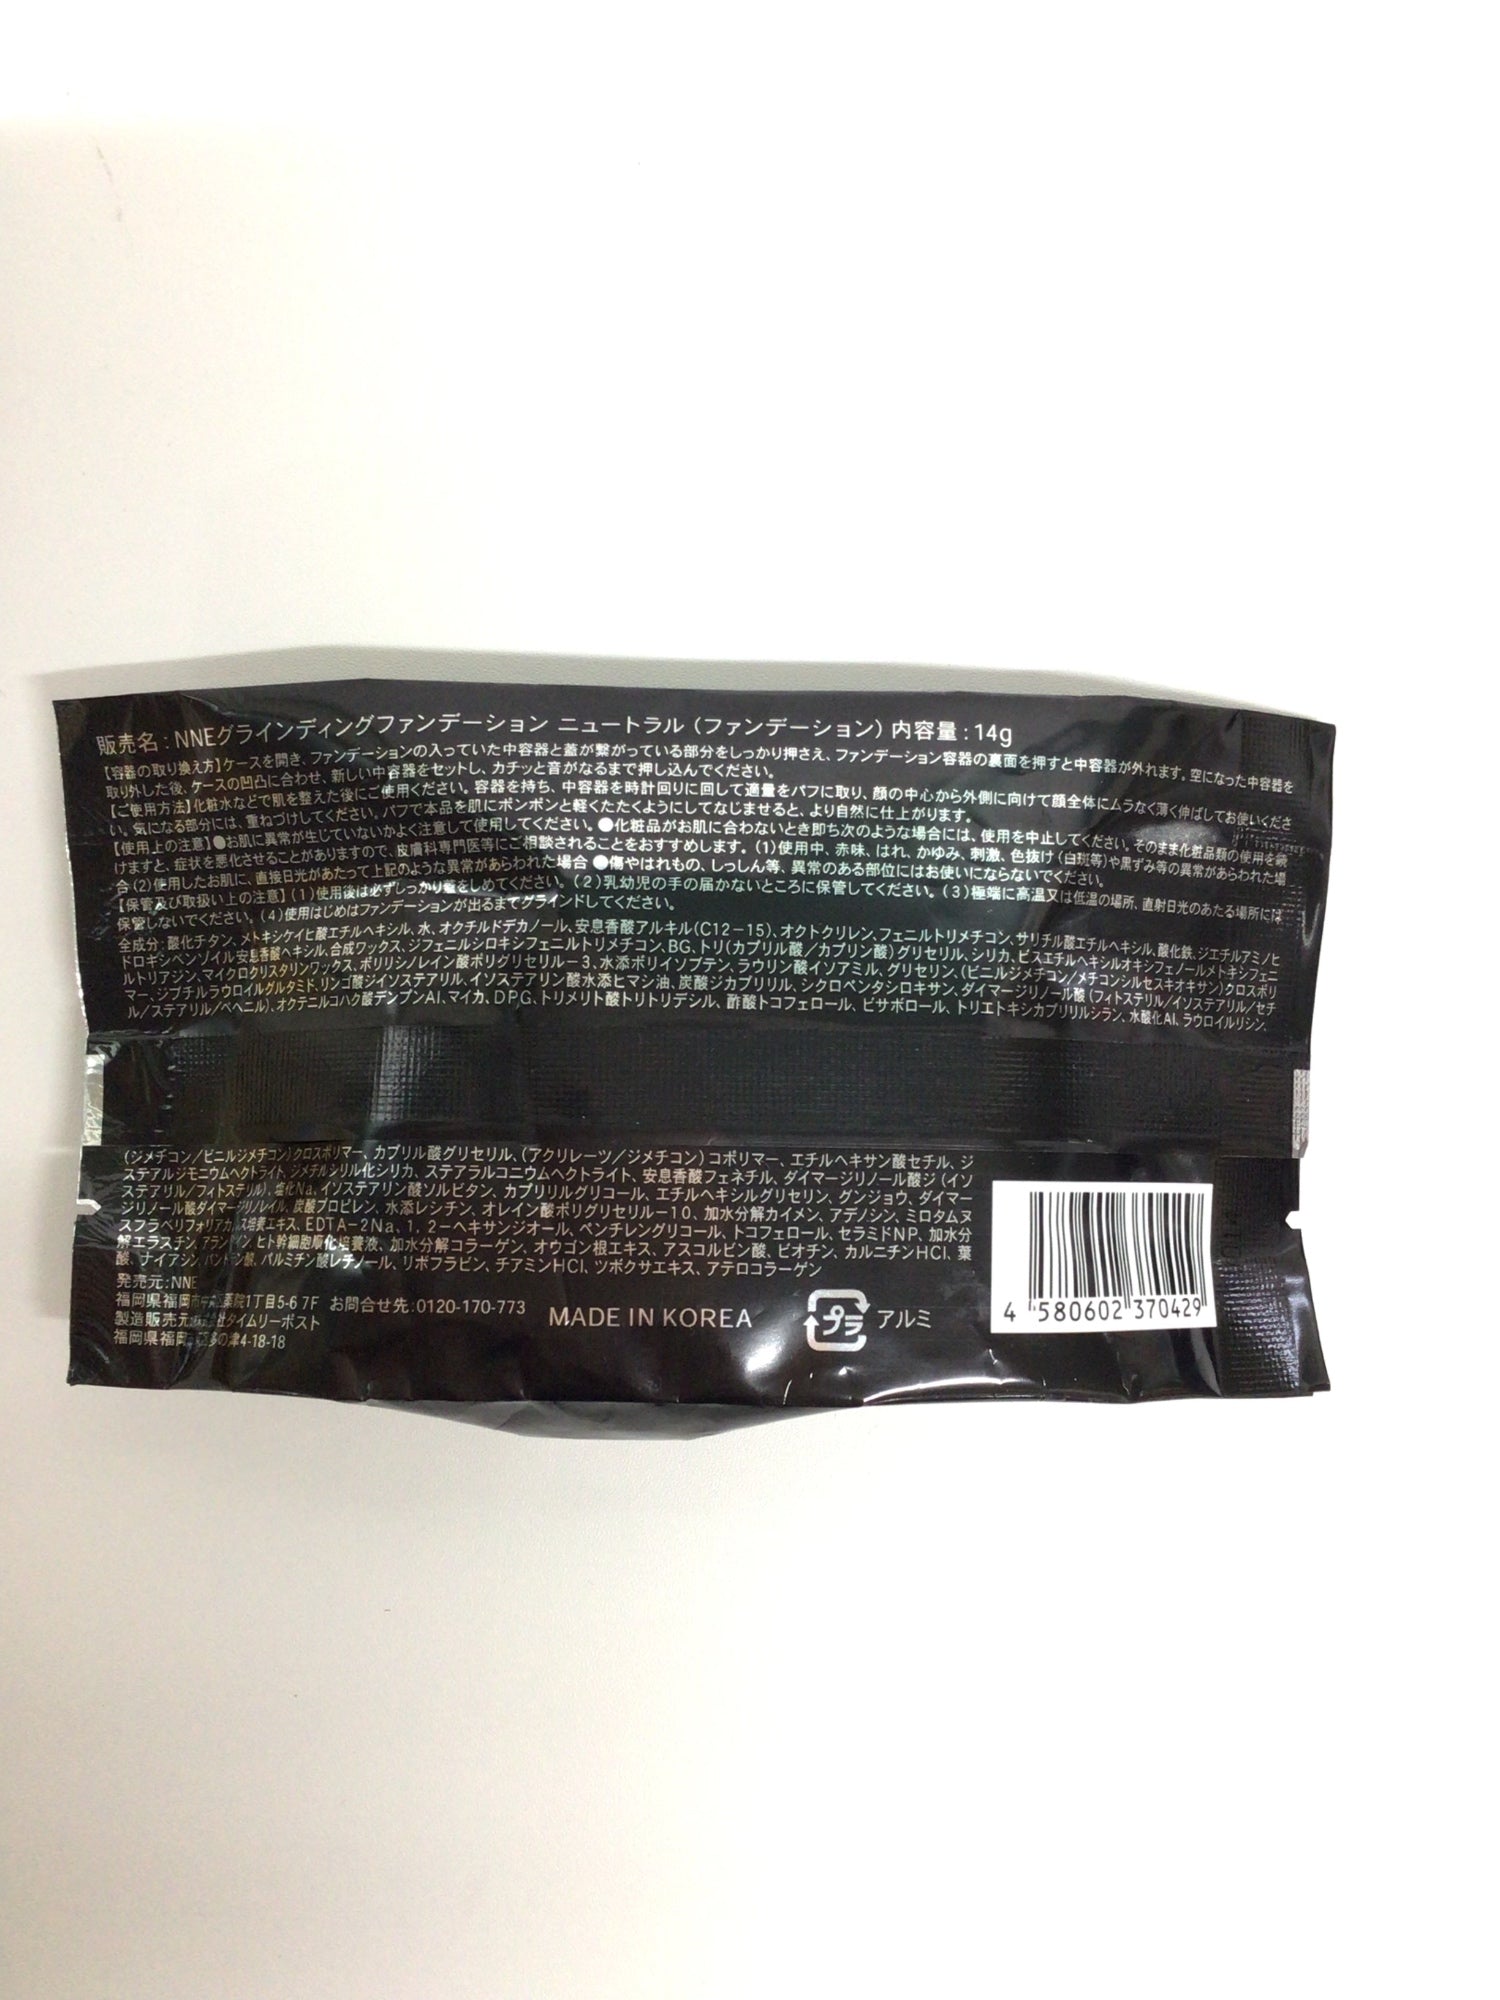 販売名：NNEグラインディングファンデーション ニュートラル（ファンデーション）内容量：14g
【容器の取り換え方】ケースを開き、ファンデーションの入っていた中容器と蓋が繋がっている部分をしっかり押さえ、ファンデーション容器の裏面を押すと中容器が外れます。空になった中容器を
取り外した後、ケースの凹凸に合わせ、新しい中容器をセットし、カチッと音がなるまで押し込んでください。
【ご使用方法】化粧水などで肌を整えた後にご使用ください。容器を持ち、中容器を時計回りに回して適量をパフに取り、顔の中心から外側に向けて顔全体にムラなく薄く伸ばしてお使いくださ
い。気になる部分には、重ねづけしてください。パフで本品を肌にポンポンと軽くたたくようにしてなじませると、より自然に仕上がります。
【使用上の注意】●お肌に異常が生じていないかよく注意して使用してください。●化粧品がお肌に合わないとき即ち次のような場合には、使用を中止してください。そのまま化粧品類の使用を続
けますと、症状を悪化させることがありますので、皮膚科専門医等にご相談されることをおすすめします。(1)使用中、赤味、はれ、かゆみ、刺激、色抜け(白斑等)や黒ずみ等の異常があらわれた場
合(2)使用したお肌に、直接日光があたって上記のような異常があらわれた場合●傷やはれもの、しっしん等、異常のある部位にはお使いにならないでください。
【保管及び取扱い上の注意】(1)使用後は必ずしっかり蓋をしめてください。(2)乳幼児の手の届かないところに保管してください。(3)極端に高温又は低温の場所、直射日光のあたる場所には
保管しないでください。(4)使用はじめはファンデーションが出るまでグラインドしてください。
全成分：酸化チタン、メトキシケイヒ酸エチルヘキシル、水、オクチルドデカノール、安息香酸アルキル(C12－15)、オクトクリレン、フェニルトリメチコン、サリチル酸エチルヘキシル、酸化鉄、ジエチルアミノヒ
ドロキシベンゾイル安息香酸ヘキシル、合成ワックス、ジフェニルシロキシフェニルトリメチコン、BG、トリ(カプリル酸／カプリン酸)グリセリル、シリカ、ビスエチルヘキシルオキシフェノールメトキシフェニ
ルトリアジン、マイクロクリスタリンワックス、ポリリシノレイン酸ポリグリセリル－3、水添ポリイソブテン、ラウリン酸イソアミル、グリセリン、(ビニルジメチコン／メチコンシルセスキオキサン)クロスポリ
マー、ジブチルラウロイルグルタミド、リンゴ酸ジイソステアリル、イソステアリン酸水添ヒマシ油、炭酸ジカプリリル、シクロペンタシロキサン、ダイマージリノール酸(フィトステリル／イソステアリル／セチ
ル／ステアリル／ベヘニル)、オクテニルコハク酸デンプンAl、マイカ、DPG、トリメリト酸トリトリデシル、酢酸トコフェロール、ビサボロール、トリエトキシカプリリルシラン、水酸化Al、ラウロイルリシン、
(ジメチコン／ビニルジメチコン)クロスポリマー、カプリル酸グリセリル、(アクリレーツ／ジメチコン)コポリマー、エチルヘキサン酸セチル、ジ
ステアルジモニウムヘクトライト、ジメチルシリル化シリカ、ステアラルコニウムヘクトライト、安息香酸フェネチル、ダイマージリノール酸ジ(イソ
ステアリル／フィトステリル)、塩化Na、イソステアリン酸ソルビタン、カプリリルグリコール、エチルヘキシルグリセリン、グンジョウ、ダイマー
ジリノール酸ダイマージリノレイル、炭酸プロピレン、水添レシチン、オレイン酸ポリグリセリル－10、加水分解カイメン、アデノシン、ミロタムヌ
スフラベリフォリアカルス培養エキス、EDTA－2Na、1，2－ヘキサンジオール、ペンチレングリコール、トコフェロール、セラミドNP、加水分
解エラスチン、アラントイン、ヒト幹細胞順化培養液、加水分解コラーゲン、オウゴン根エキス、アスコルビン酸、ビオチン、カルニチンHCl、葉
酸、ナイアシン、パントテン酸、パルミチン酸レチノール、リボフラビン、チアミンHCl、ツボクサエキス、アテロコラーゲン
発売元：NNE
福岡県福岡市中央区薬院1丁目5-6 7F お問合せ先：0120-170-773
製造販売元 株式会社タイムリーポスト
福岡県福岡 多の津4-18-18
MADE IN KOREA
プラ アルミ
4 580602 370429